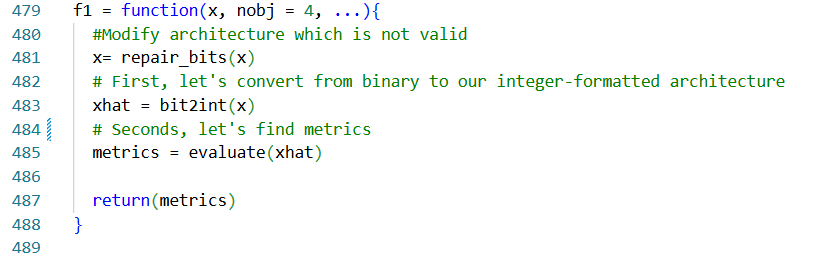 479 f1 = function(x, nobj = 4, ...){
480 #Modify architecture which is not valid
481 x= repair_bits(x)
482 # First, let's convert from binary to our integer-formatted architecture
483 xhat = bit2int(x)
484 # Seconds, let's find metrics
485 metrics = evaluate(xhat)
486
487 return(metrics)
488 }
489